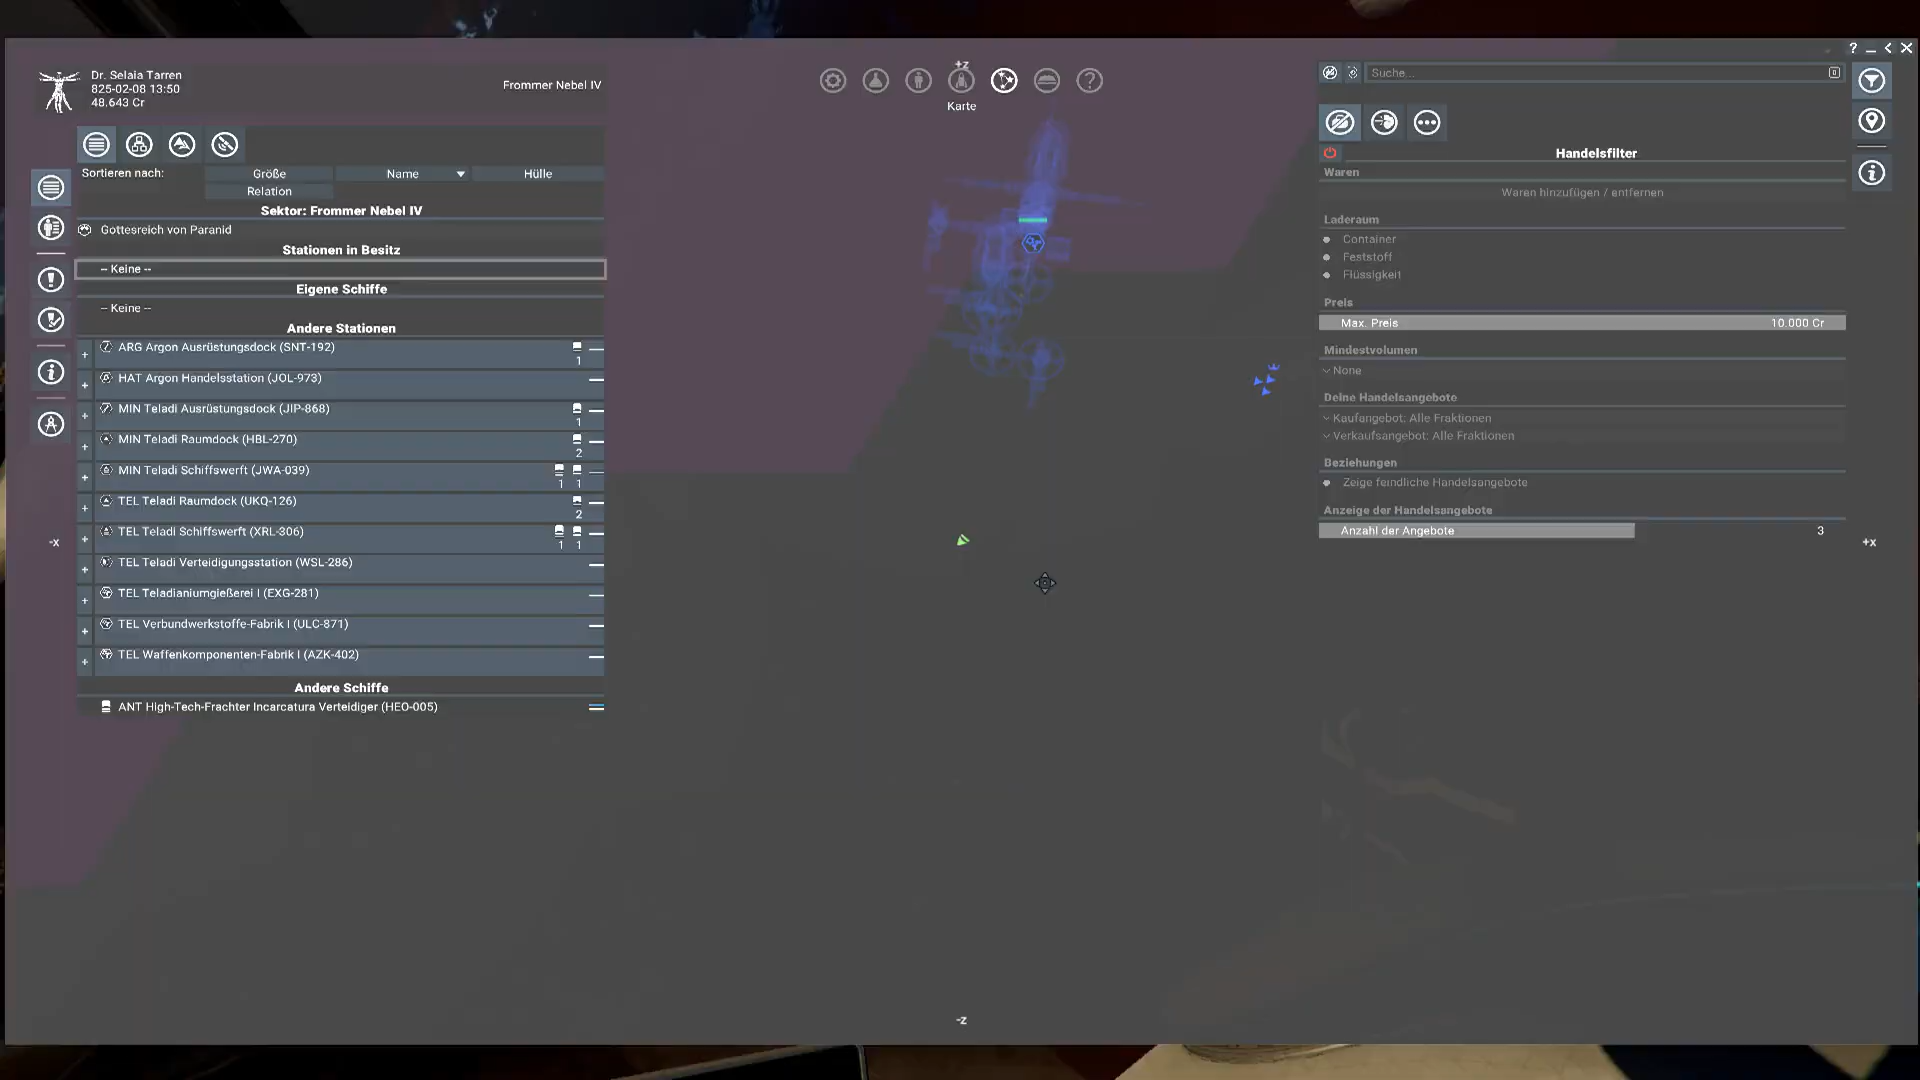 Dr. Selaia Tarren
825-02-08 13:50
48.643 Cr
Frommer Nebel IV
+z
Karte
? _ < X
Suche...
Sortieren nach:
Größe
Name
Hülle
Relation
Sektor: Frommer Nebel IV
Gottesreich von Paranid
Stationen in Besitz
-- Keine --
Eigene Schiffe
-- Keine --
Andere Stationen
+ ARG Argon Ausrüstungsdock (SNT-192)
1
+ HAT Argon Handelsstation (JOL-973)
+ MIN Teladi Ausrüstungsdock (JIP-868)
1
+ MIN Teladi Raumdock (HBL-270)
2
+ MIN Teladi Schiffswerft (JWA-039)
1 1
+ TEL Teladi Raumdock (UKQ-126)
2
+ TEL Teladi Schiffswerft (XRL-306)
1 1
+ TEL Teladi Verteidigungsstation (WSL-286)
+ TEL Teladianiumgießerei I (EXG-281)
+ TEL Verbundwerkstoffe-Fabrik I (ULC-871)
+ TEL Waffenkomponenten-Fabrik I (AZK-402)
Andere Schiffe
ANT High-Tech-Frachter Incarcatura Verteidiger (HEO-005)
-x
+x
-z
Handelsfilter
Waren
Waren hinzufügen / entfernen
Laderaum
Container
Feststoff
Flüssigkeit
Preis
Max. Preis 10.000 Cr
Mindestvolumen
None
Deine Handelsangebote
Kaufangebot: Alle Fraktionen
Verkaufsangebot: Alle Fraktionen
Beziehungen
Zeige feindliche Handelsangebote
Anzeige der Handelsangebote
Anzahl der Angebote 3